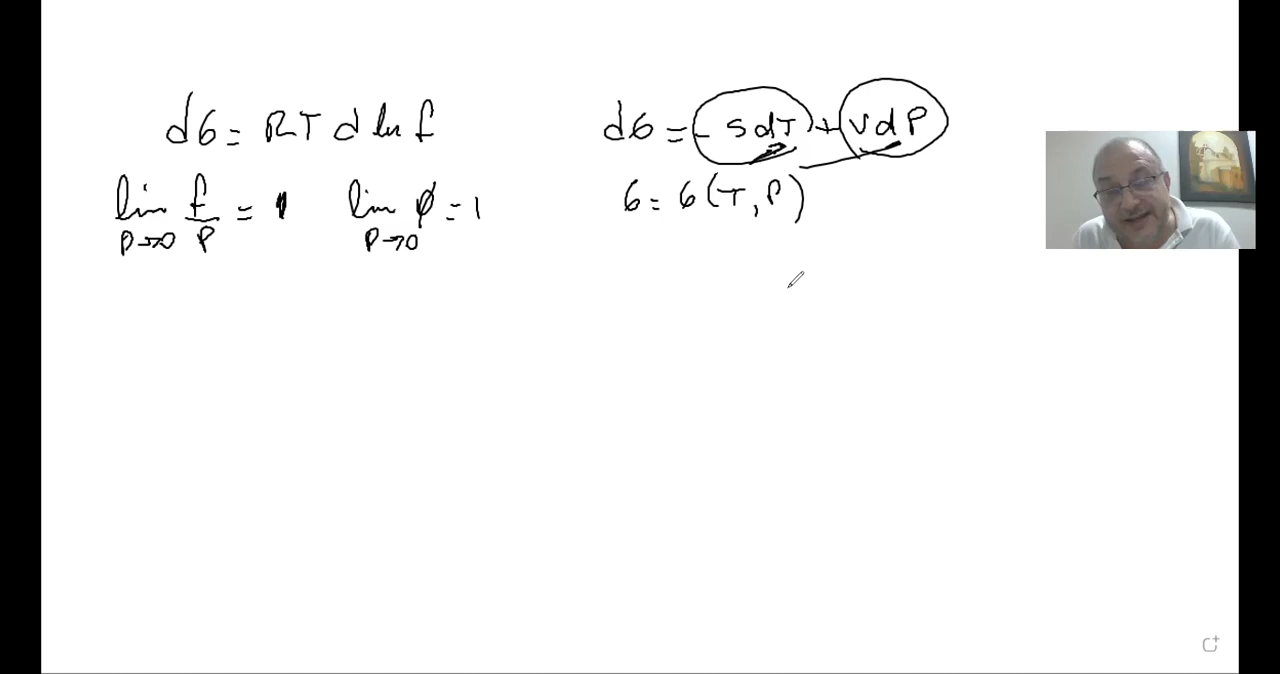 dG = RT d ln f
lim P→0 f/P = 1   lim P→0 ϕ = 1
dG = - SdT + VdP
G = G(T, P)